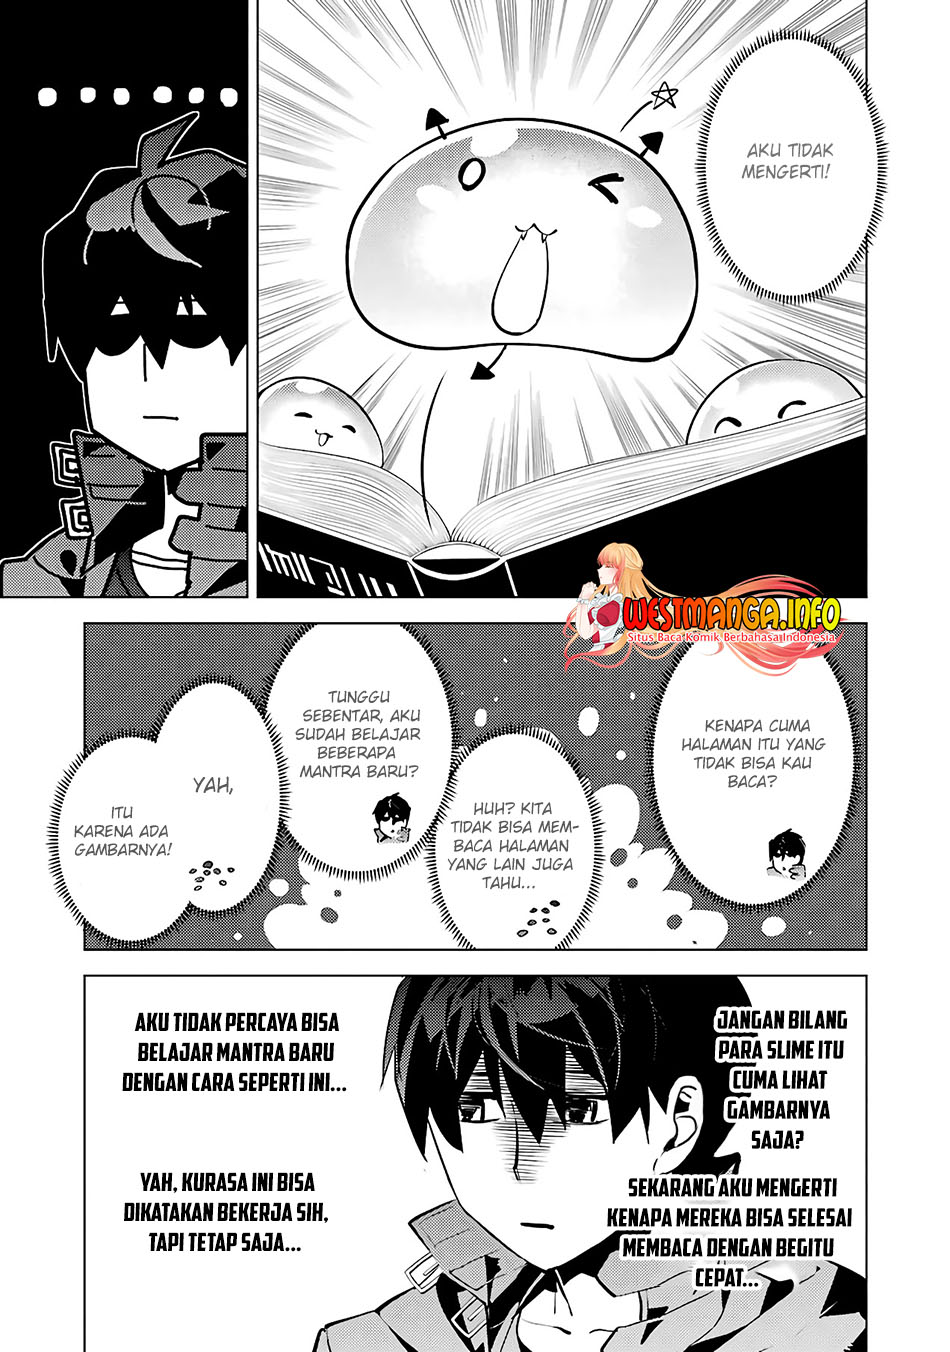 AKU TIDAK
MENGERTI!
WESTMANGA.INFO
Situs Baca Komik Berbahasa Indonesia
KENAPA CUMA
HALAMAN ITU YANG
TIDAK BISA KAU
BACA?
HUH? KITA
TIDAK BISA MEM-
BACA HALAMAN
YANG LAIN JUGA
TAHU...
TUNGGU
SEBENTAR, AKU
SUDAH BELAJAR
BEBERAPA
MANTRA BARU?
YAH,
ITU
KARENA ADA
GAMBARNYA!
JANGAN BILANG
PARA SLIME ITU
CUMA LIHAT
GAMBARNYA
SAJA?
SEKARANG AKU MENGERTI
KENAPA MEREKA BISA SELESAI
MEMBACA DENGAN BEGITU
CEPAT...
AKU TIDAK PERCAYA BISA
BELAJAR MANTRA BARU
DENGAN CARA SEPERTI INI...
YAH, KURASA INI BISA
DIKATAKAN BEKERJA SIH,
TAPI TETAP SAJA...